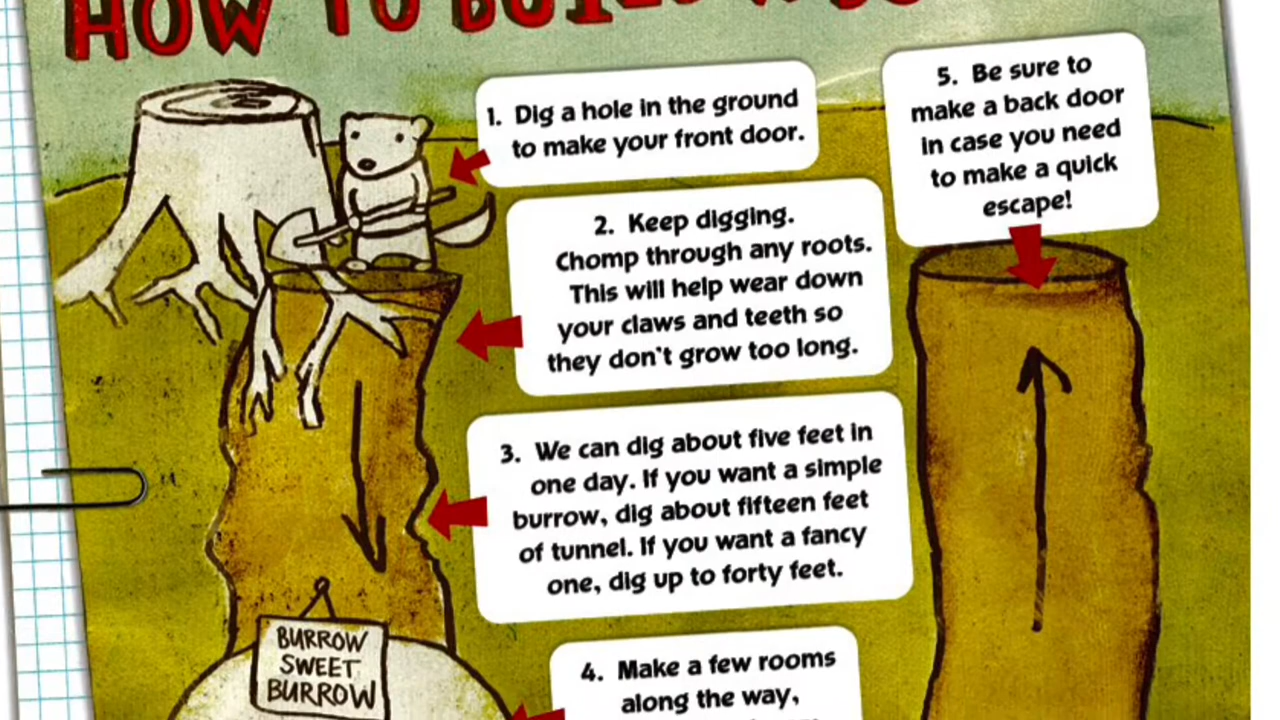 HOW TO BUILD
1. Dig a hole in the ground
to make your front door.
2. Keep digging.
Chomp through any roots.
This will help wear down
your claws and teeth so
they don't grow too long.
3. We can dig about five feet in
one day. If you want a simple
burrow, dig about fifteen feet
of tunnel. If you want a fancy
one, dig up to forty feet.
4. Make a few rooms
along the way,
5. Be sure to
make a back door
in case you need
to make a quick
escape!
BURROW
SWEET
BURROW